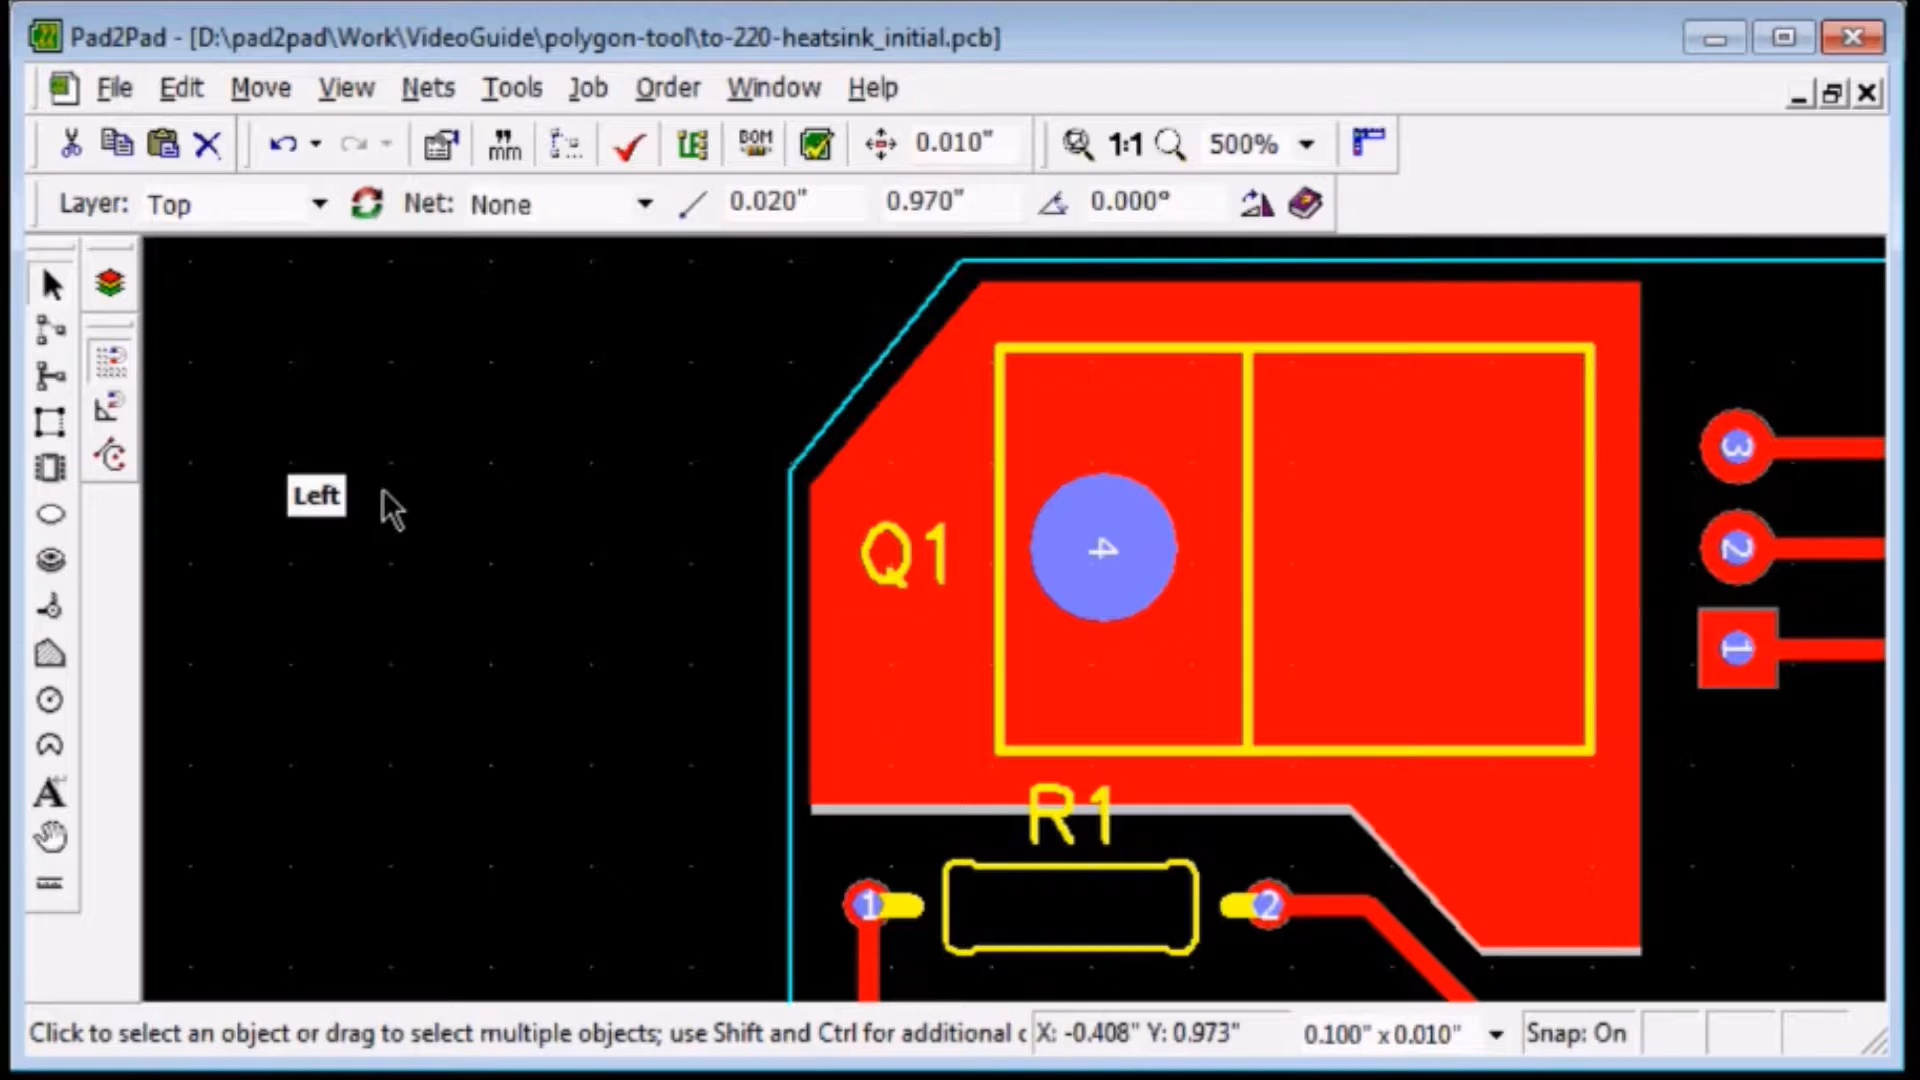 Pad2Pad - [D:\pad2pad\Work\VideoGuide\polygon-tool\to-220-heatsink_initial.pcb]
File Edit Move View Nets Tools Job Order Window Help
mm BOM 0.010" 1:1 500%
Layer: Top Net: None 0.020" 0.970" 0.000°
3
Left
Q1
4
2
1
R1
1
2
A
Click to select an object or drag to select multiple objects; use Shift and Ctrl for additional c X: -0.408" Y: 0.973" 0.100" x 0.010" Snap: On